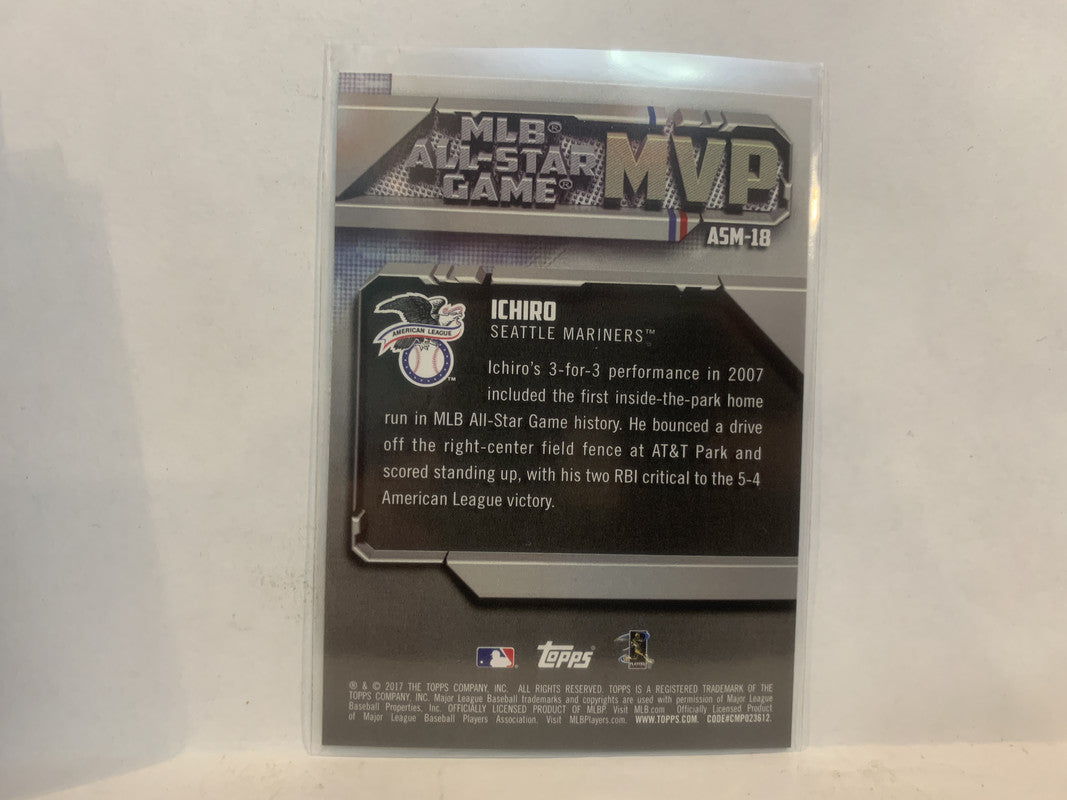 MLB®
ALL-STAR
GAME®
MVP
ASM-18
AMERICAN LEAGUE
TM
ICHIRO
SEATTLE MARINERS™
Ichiro's 3-for-3 performance in 2007
included the first inside-the-park home
run in MLB All-Star Game history. He bounced a drive
off the right-center field fence at AT&T Park and
scored standing up, with his two RBI critical to the 5-4
American League victory.
topps
PLAYERS
® & © 2017 THE TOPPS COMPANY, INC. ALL RIGHTS RESERVED. TOPPS IS A REGISTERED TRADEMARK OF THE
TOPPS COMPANY, INC. Major League Baseball trademarks and copyrights are used with permission of Major League
Baseball Properties, Inc. OFFICIALLY LICENSED PRODUCT OF MLBP. Visit MLB.com Officially Licensed Product
of Major League Baseball Players Association. Visit MLBPlayers.com. WWW.TOPPS.COM. CODE#CMP023612.